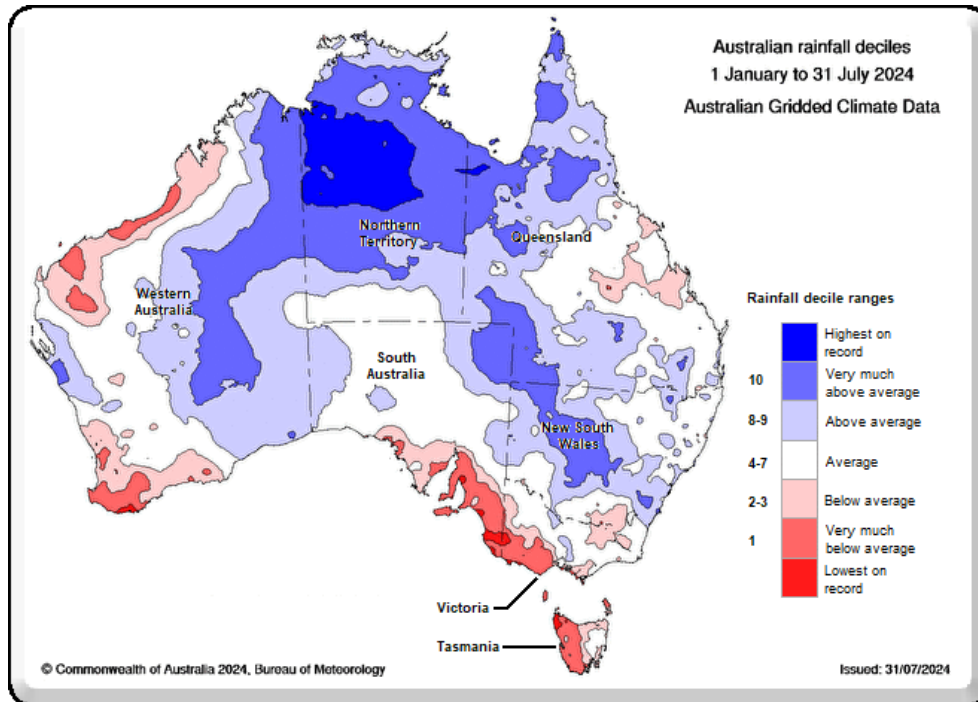 Australian rainfall deciles
1 January to 31 July 2024
Australian Gridded Climate Data
Northern
Territory
Queensland
Western
Australia
South
Australia
New South
Wales
Victoria
Tasmania
Rainfall decile ranges
Highest on
record
10
Very much
above average
8-9
Above average
4-7
Average
2-3
Below average
1
Very much
below average
Lowest on
record
© Commonwealth of Australia 2024, Bureau of Meteorology
Issued: 31/07/2024